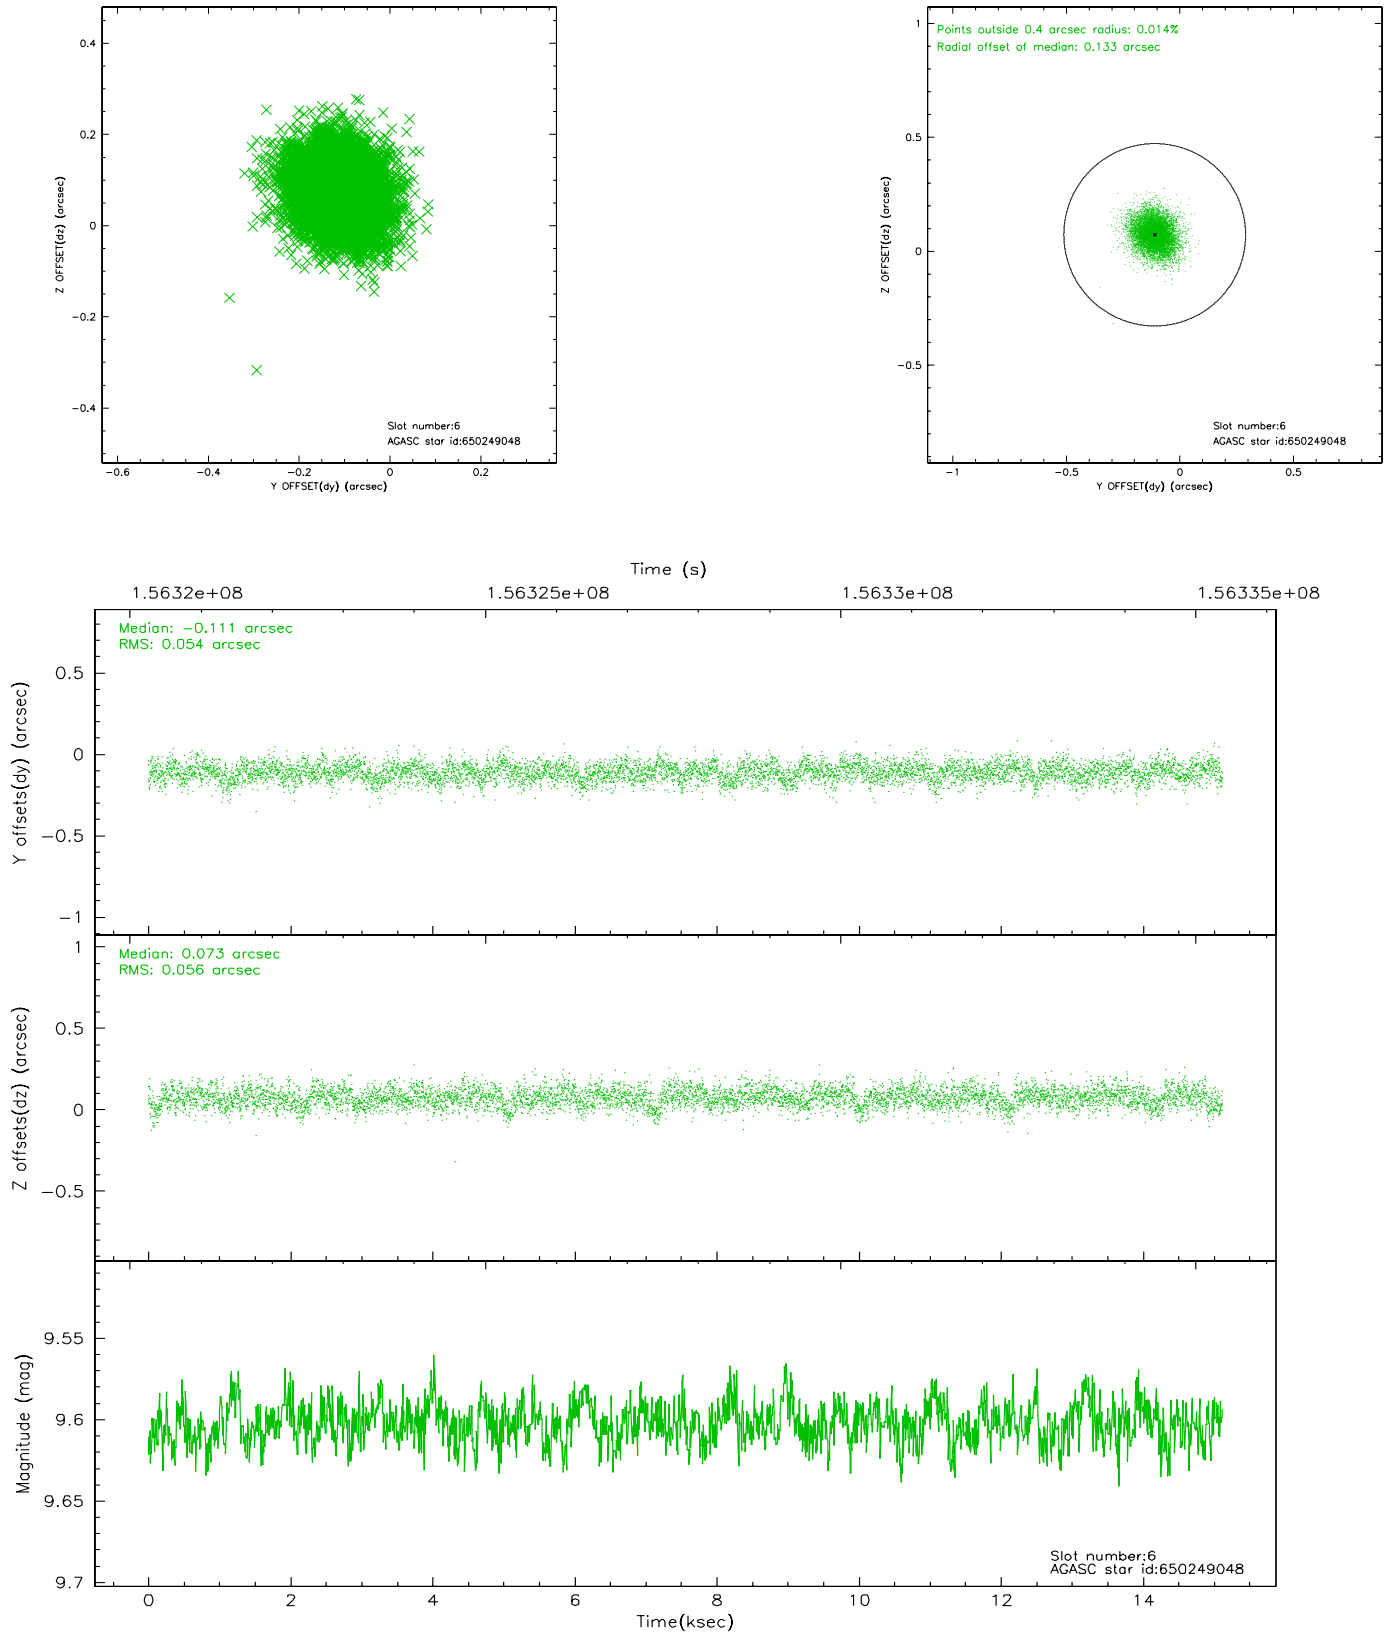 0.4
0.2
0
-0.2
-0.4
Z OFFSET(dz) (arcsec)
Slot number:6
AGASC star id:650249048
-0.6 -0.4 -0.2 0 0.2
Y OFFSET(dy) (arcsec)
Points outside 0.4 arcsec radius: 0.014%
Radial offset of median: 0.133 arcsec
1
0.5
0
-0.5
Z OFFSET(dz) (arcsec)
Slot number:6
AGASC star id:650249048
-1 -0.5 0 0.5
Y OFFSET(dy) (arcsec)
Time (s)
1.5632e+08 1.56325e+08 1.5633e+08 1.56335e+08
Median: -0.111 arcsec
RMS: 0.054 arcsec
0.5
0
-0.5
-1
Y offsets(dy) (arcsec)
Median: 0.073 arcsec
RMS: 0.056 arcsec
1
0.5
0
-0.5
Z offsets(dz) (arcsec)
9.55
9.6
9.65
9.7
Magnitude (mag)
Slot number:6
AGASC star id:650249048
0 2 4 6 8 10 12 14
Time(ksec)